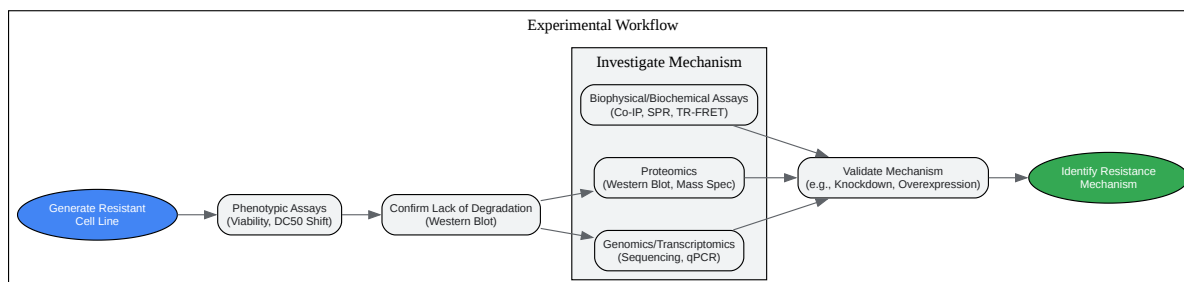 Experimental Workflow
Investigate Mechanism
Biophysical/Biochemical Assays
(Co-IP, SPR, TR-FRET)
Generate Resistant
Cell Line
Phenotypic Assays
(Viability, DC50 Shift)
Confirm Lack of Degradation
(Western Blot)
Proteomics
(Western Blot, Mass Spec)
Genomics/Transcriptomics
(Sequencing, qPCR)
Validate Mechanism
(e.g., Knockdown, Overexpression)
Identify Resistance
Mechanism